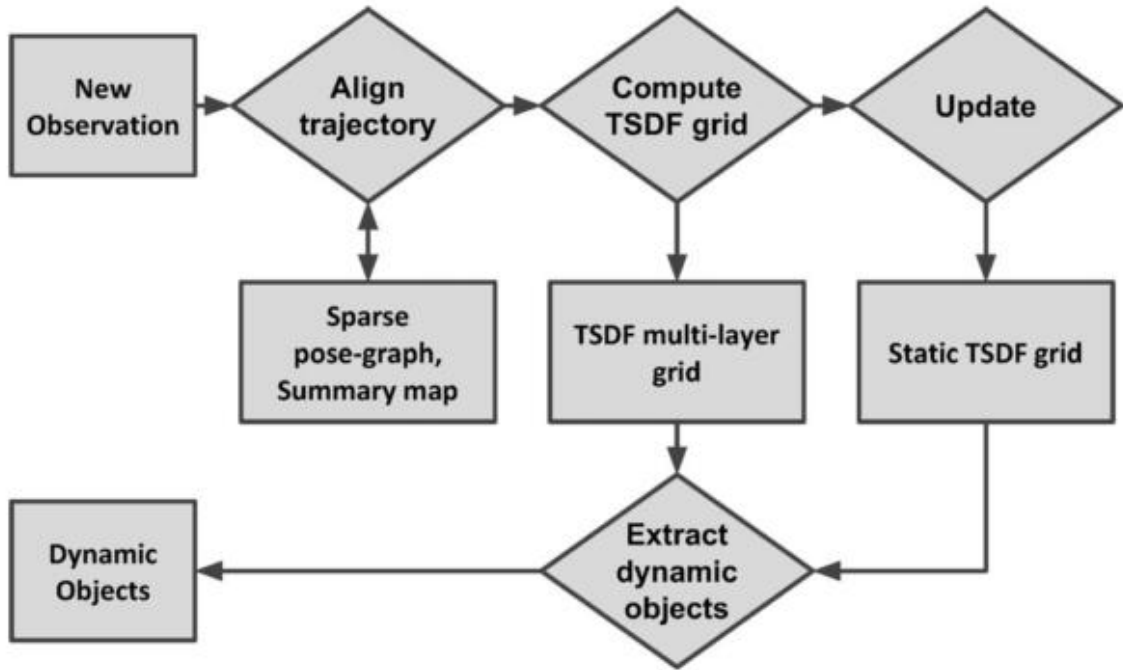 New
Observation
Align
trajectory
Compute
TSDF grid
Update
Sparse
pose-graph,
Summary map
TSDF multi-layer
grid
Static TSDF grid
Dynamic
Objects
Extract
dynamic
objects